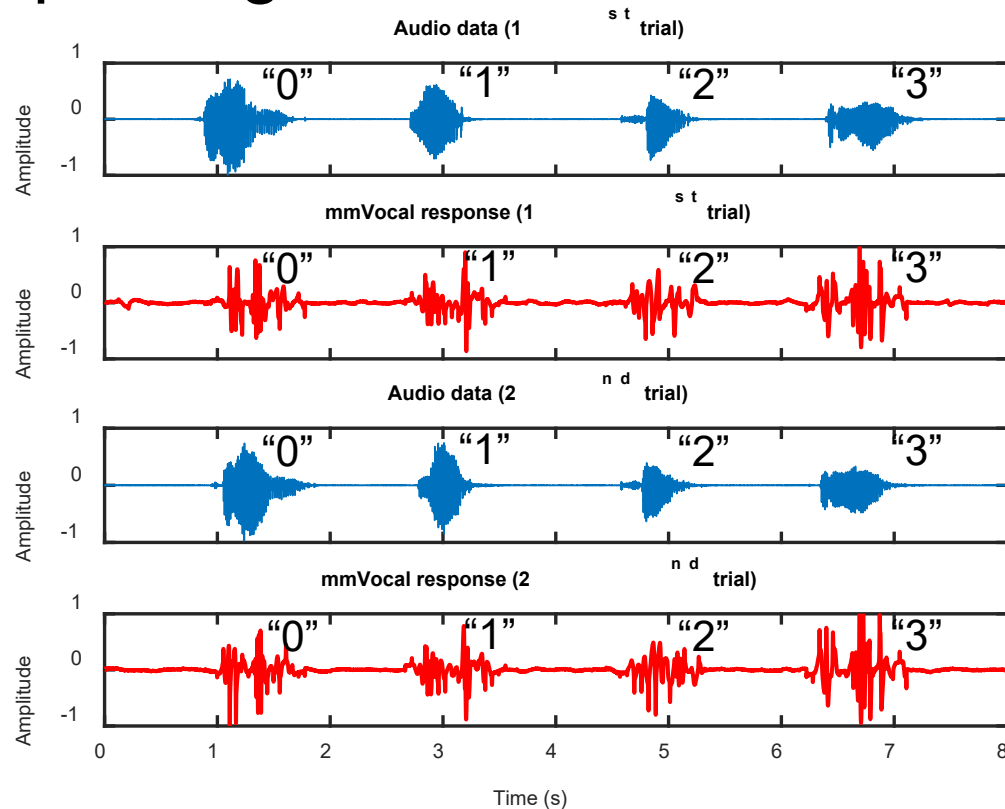 Audio data (1st trial)
1
0
-1
Amplitude
“0” “1” “2” “3”
mmVocal response (1st trial)
1
0
-1
Amplitude
“0” “1” “2” “3”
Audio data (2nd trial)
1
0
-1
Amplitude
“0” “1” “2” “3”
mmVocal response (2nd trial)
1
0
-1
Amplitude
“0” “1” “2” “3”
0 1 2 3 4 5 6 7 8
Time (s)